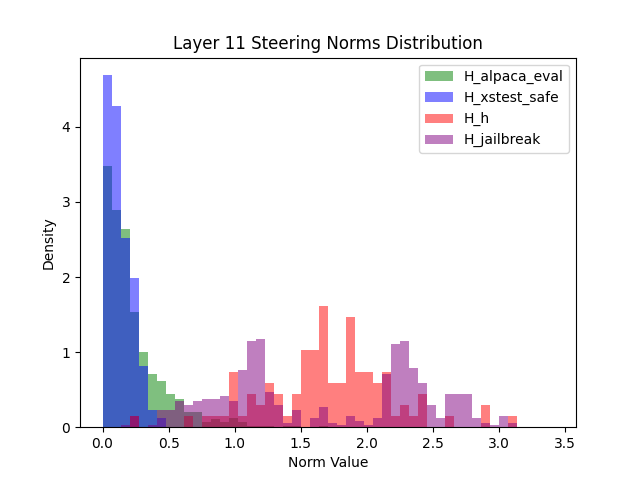 Layer 11 Steering Norms Distribution
H_alpaca_eval
H_xstest_safe
H_h
H_jailbreak
Density
4
3
2
1
0
0.0 0.5 1.0 1.5 2.0 2.5 3.0 3.5
Norm Value